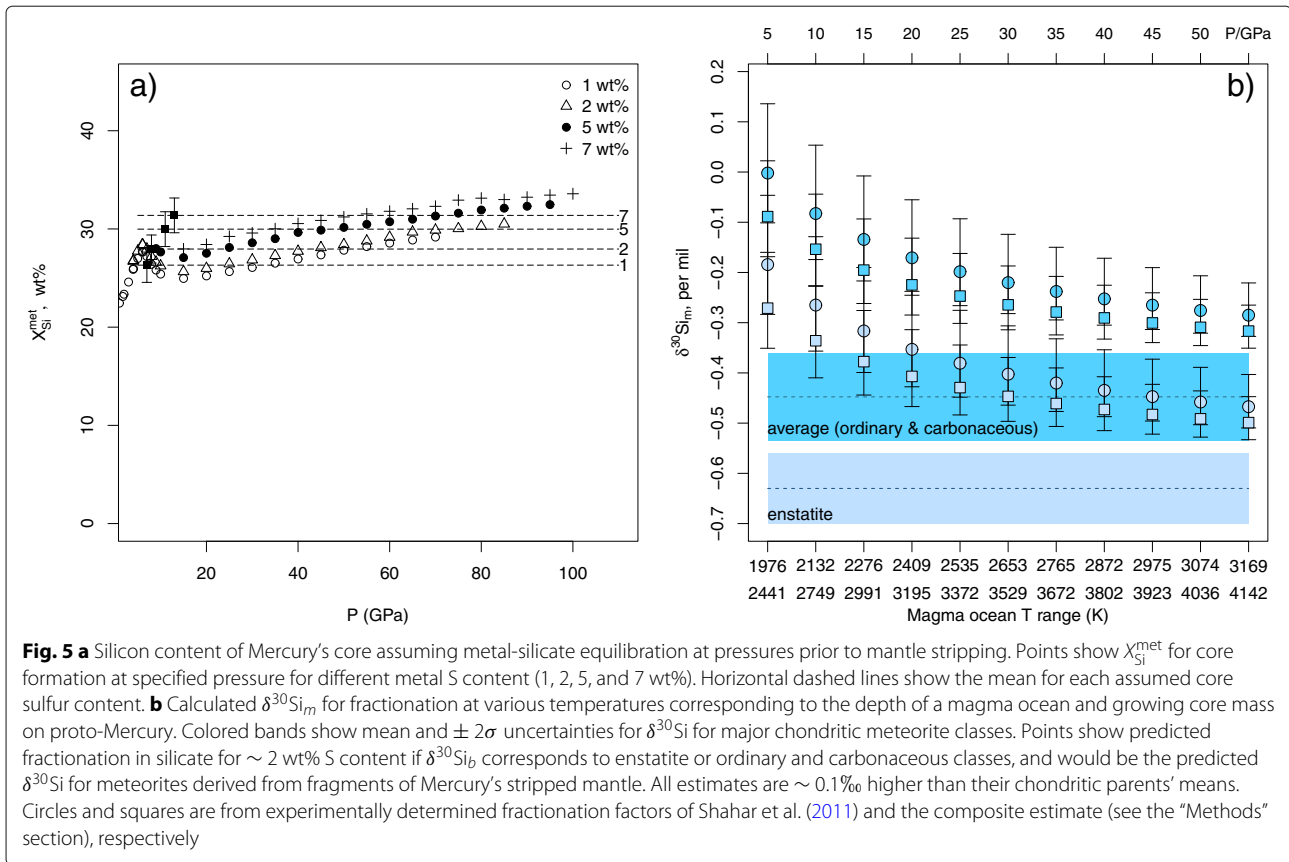 a)
1 wt%
2 wt%
5 wt%
7 wt%
40
30
20
10
0
X_Si^met, wt%
7
5
2
1
20 40 60 80 100
P (GPa)
5 10 15 20 25 30 35 40 45 50 P/GPa
b)
0.2
0.1
0.0
−0.1
−0.2
−0.3
−0.4
−0.5
−0.6
−0.7
δ³⁰Si_m, per mil
average (ordinary & carbonaceous)
enstatite
1976 2132 2276 2409 2535 2653 2765 2872 2975 3074 3169
2441 2749 2991 3195 3372 3529 3672 3802 3923 4036 4142
Magma ocean T range (K)
Fig. 5 a Silicon content of Mercury's core assuming metal-silicate equilibration at pressures prior to mantle stripping. Points show X_Si^met for core
formation at specified pressure for different metal S content (1, 2, 5, and 7 wt%). Horizontal dashed lines show the mean for each assumed core
sulfur content. b Calculated δ³⁰Si_m for fractionation at various temperatures corresponding to the depth of a magma ocean and growing core mass
on proto-Mercury. Colored bands show mean and ± 2σ uncertainties for δ³⁰Si for major chondritic meteorite classes. Points show predicted
fractionation in silicate for ∼ 2 wt% S content if δ³⁰Si_b corresponds to enstatite or ordinary and carbonaceous classes, and would be the predicted
δ³⁰Si for meteorites derived from fragments of Mercury's stripped mantle. All estimates are ∼ 0.1‰ higher than their chondritic parents' means.
Circles and squares are from experimentally determined fractionation factors of Shahar et al. (2011) and the composite estimate (see the "Methods"
section), respectively